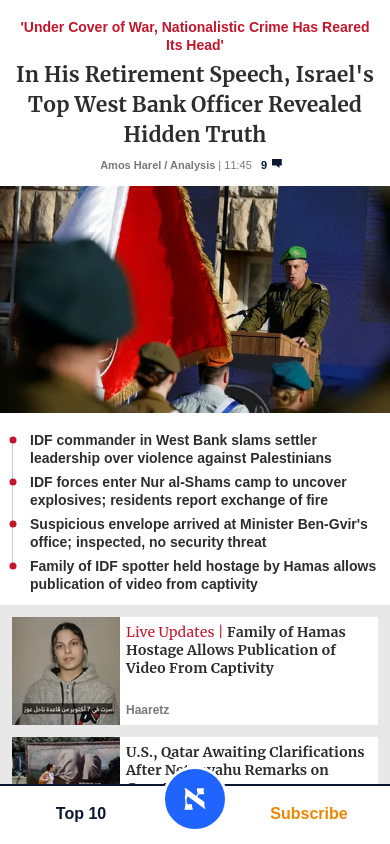 'Under Cover of War, Nationalistic Crime Has Reared
Its Head'
In His Retirement Speech, Israel's
Top West Bank Officer Revealed
Hidden Truth
Amos Harel / Analysis | 11:45 9
IDF commander in West Bank slams settler
leadership over violence against Palestinians
IDF forces enter Nur al-Shams camp to uncover
explosives; residents report exchange of fire
Suspicious envelope arrived at Minister Ben-Gvir's
office; inspected, no security threat
Family of IDF spotter held hostage by Hamas allows
publication of video from captivity
Live Updates | Family of Hamas
Hostage Allows Publication of
Video From Captivity
Haaretz
U.S., Qatar Awaiting Clarifications
After
Remarks on
Top 10
Subscribe